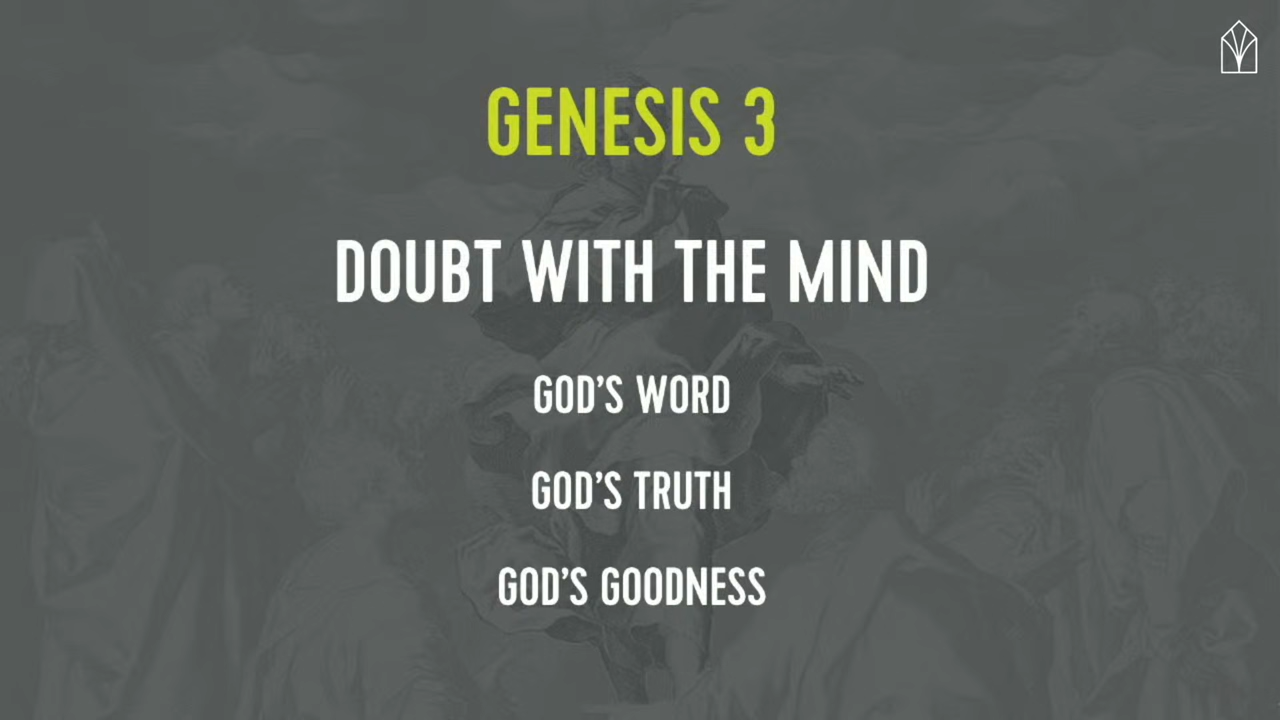 GENESIS 3
DOUBT WITH THE MIND
GOD’S WORD
GOD’S TRUTH
GOD’S GOODNESS